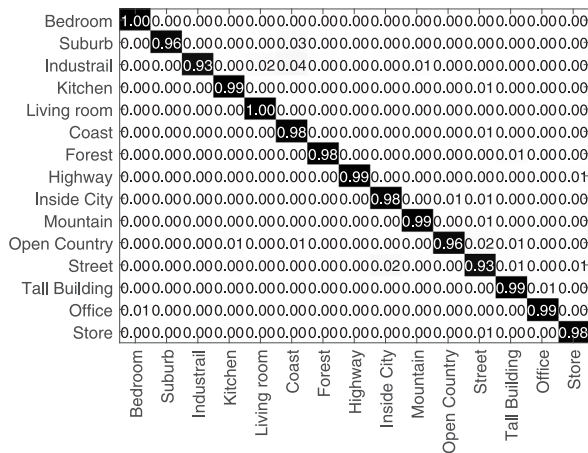 Bedroom 1.00 0.00 0.00 0.00 0.00 0.00 0.00 0.00 0.00 0.00 0.00 0.00 0.00 0.00 0.00
Suburb 0.00 0.96 0.00 0.00 0.00 0.03 0.00 0.00 0.00 0.00 0.00 0.00 0.00 0.00 0.00
Industrail 0.00 0.00 0.93 0.00 0.02 0.04 0.00 0.00 0.00 0.01 0.00 0.00 0.00 0.00 0.00
Kitchen 0.00 0.00 0.00 0.99 0.00 0.00 0.00 0.00 0.00 0.00 0.00 0.01 0.00 0.00 0.00
Living room 0.00 0.00 0.00 0.00 1.00 0.00 0.00 0.00 0.00 0.00 0.00 0.00 0.00 0.00 0.00
Coast 0.00 0.00 0.00 0.00 0.00 0.98 0.00 0.00 0.00 0.00 0.00 0.01 0.00 0.00 0.00
Forest 0.00 0.00 0.00 0.00 0.00 0.00 0.98 0.00 0.00 0.00 0.00 0.00 0.01 0.00 0.00
Highway 0.00 0.00 0.00 0.00 0.00 0.00 0.00 0.99 0.00 0.00 0.00 0.00 0.00 0.00 0.01
Inside City 0.00 0.00 0.00 0.00 0.00 0.00 0.00 0.00 0.98 0.00 0.01 0.01 0.00 0.00 0.00
Mountain 0.00 0.00 0.00 0.00 0.00 0.00 0.00 0.00 0.00 0.99 0.00 0.01 0.00 0.00 0.00
Open Country 0.00 0.00 0.00 0.01 0.00 0.01 0.00 0.00 0.00 0.00 0.96 0.02 0.01 0.00 0.00
Street 0.00 0.00 0.00 0.00 0.00 0.00 0.00 0.00 0.02 0.00 0.00 0.93 0.01 0.00 0.01
Tall Building 0.00 0.00 0.00 0.00 0.00 0.00 0.00 0.00 0.00 0.00 0.00 0.00 0.99 0.01 0.00
Office 0.01 0.00 0.00 0.00 0.00 0.00 0.00 0.00 0.00 0.00 0.00 0.00 0.00 0.99 0.00
Store 0.00 0.00 0.00 0.00 0.00 0.00 0.00 0.00 0.00 0.00 0.00 0.01 0.00 0.00 0.98
Bedroom
Suburb
Industrail
Kitchen
Living room
Coast
Forest
Highway
Inside City
Mountain
Open Country
Street
Tall Building
Office
Store